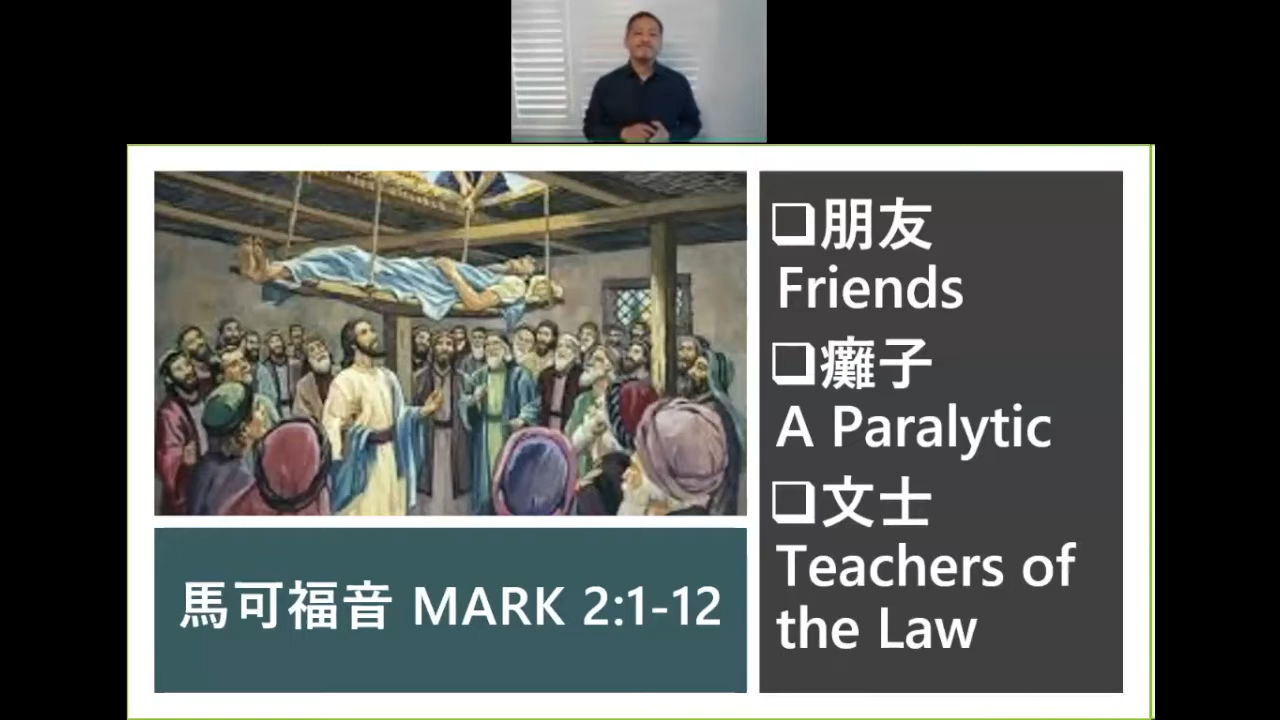 馬可福音 MARK 2:1-12
❑朋友
Friends
❑癱子
A Paralytic
❑文士
Teachers of
the Law